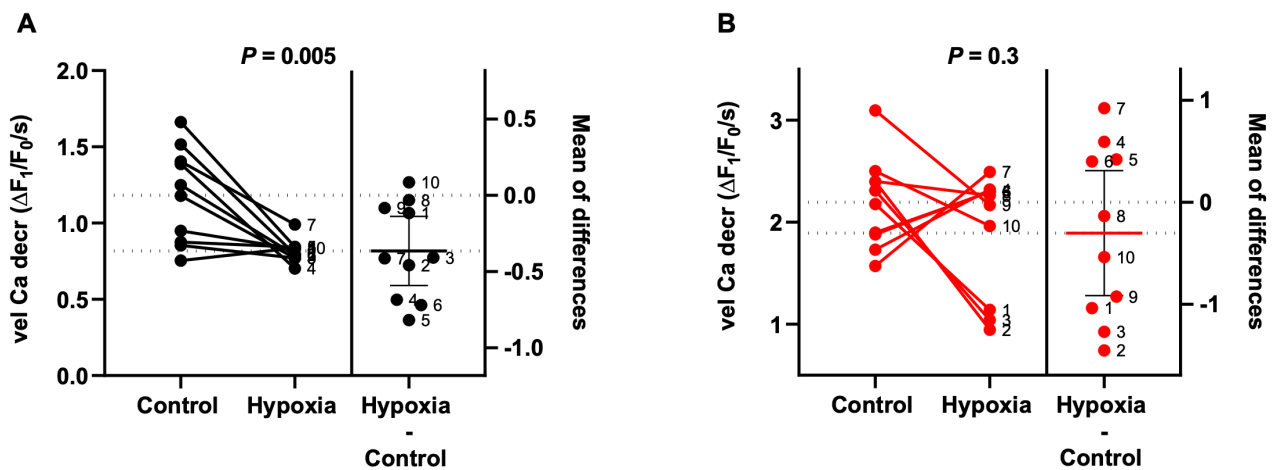 A
P = 0.005
vel Ca decr (ΔF1/F0/s)
2.0
1.5
1.0
0.5
0.0
7
10
4
10
8
9
1
7
3
2
4
6
5
0.5
0.0
-0.5
-1.0
Mean of differences
Control
Hypoxia
Hypoxia
-
Control
B
P = 0.3
vel Ca decr (ΔF1/F0/s)
3
2
1
7
9
10
1
3
2
7
4
6
5
8
10
9
1
3
2
1
0
-1
Mean of differences
Control
Hypoxia
Hypoxia
-
Control